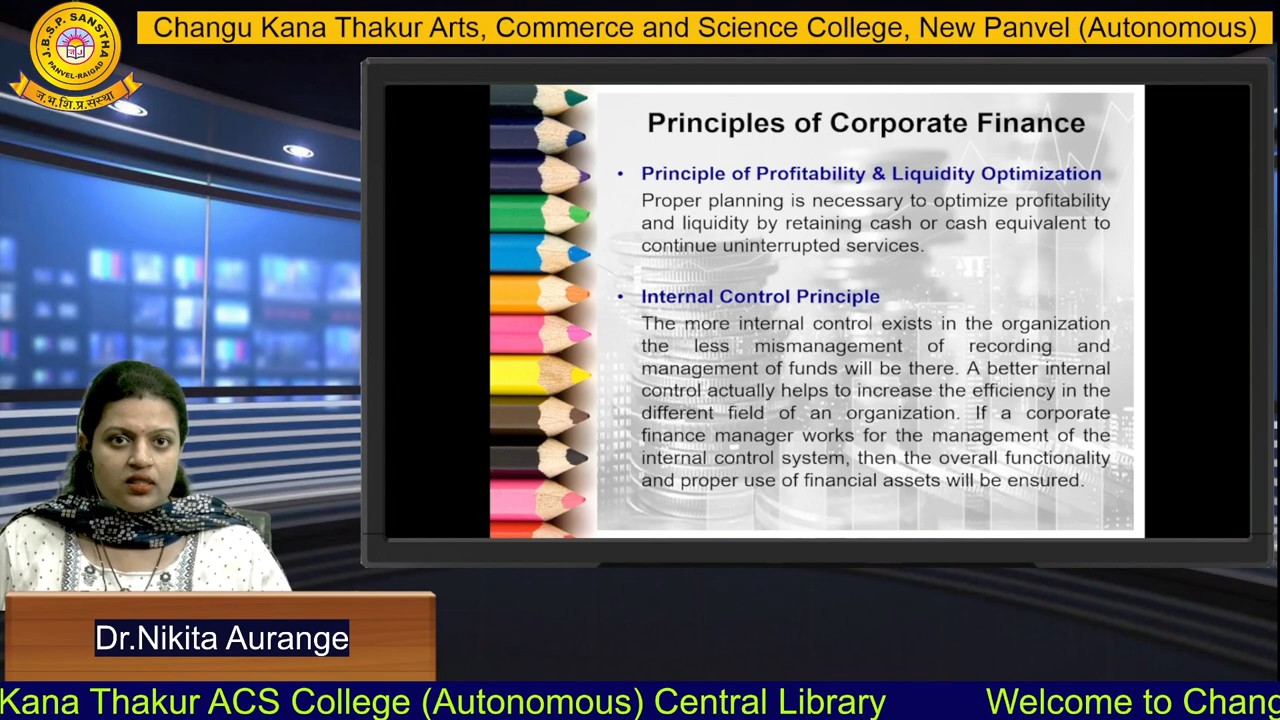 Changu Kana Thakur Arts, Commerce and Science College, New Panvel (Autonomous)
J.B.S.P. SANSTHA
PANVEL-RAIGAD
ज.भ.शि.प्र.संस्था
Principles of Corporate Finance
• Principle of Profitability & Liquidity Optimization
Proper planning is necessary to optimize profitability
and liquidity by retaining cash or cash equivalent to
continue uninterrupted services.
• Internal Control Principle
The more internal control exists in the organization
the less mismanagement of recording and
management of funds will be there. A better internal
control actually helps to increase the efficiency in the
different field of an organization. If a corporate
finance manager works for the management of the
internal control system, then the overall functionality
and proper use of financial assets will be ensured.
Dr.Nikita Aurange
Kana Thakur ACS College (Autonomous) Central Library Welcome to Chang